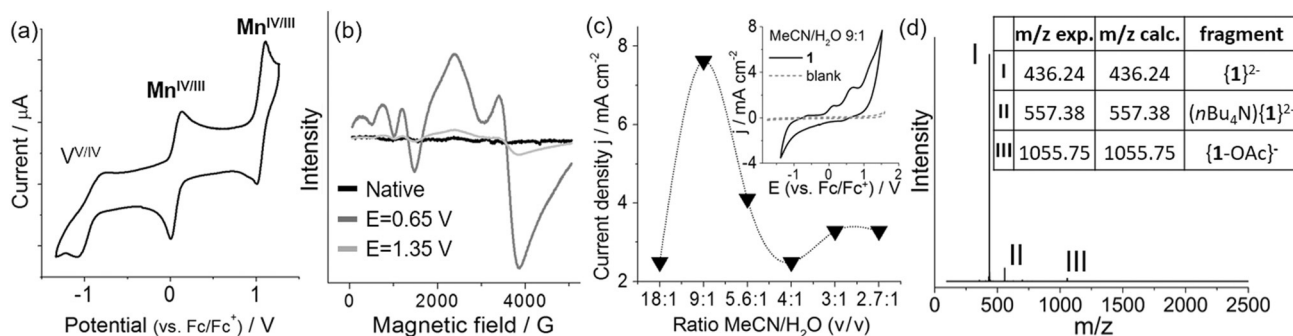 (a)
Mn^IV/III
Mn^IV/III
V^V/IV
Current / µA
-1
0
1
Potential (vs. Fc/Fc⁺) / V
(b)
Intensity
Native
E=0.65 V
E=1.35 V
0
2000
4000
Magnetic field / G
(c)
Current density j / mA cm⁻²
8
6
4
2
18:1 9:1 5.6:1 4:1 3:1 2.7:1
Ratio MeCN/H₂O (v/v)
MeCN/H₂O 9:1
1
blank
j / mA cm⁻²
8
4
0
-4
-1 0 1 2
E (vs. Fc/Fc⁺) / V
(d)
Intensity
I
II
III
m/z exp. m/z calc. fragment
I 436.24 436.24 {1}²⁻
II 557.38 557.38 (nBu₄N){1}²⁻
III 1055.75 1055.75 {1-OAc}⁻
500 1000 1500 2000 2500
m/z